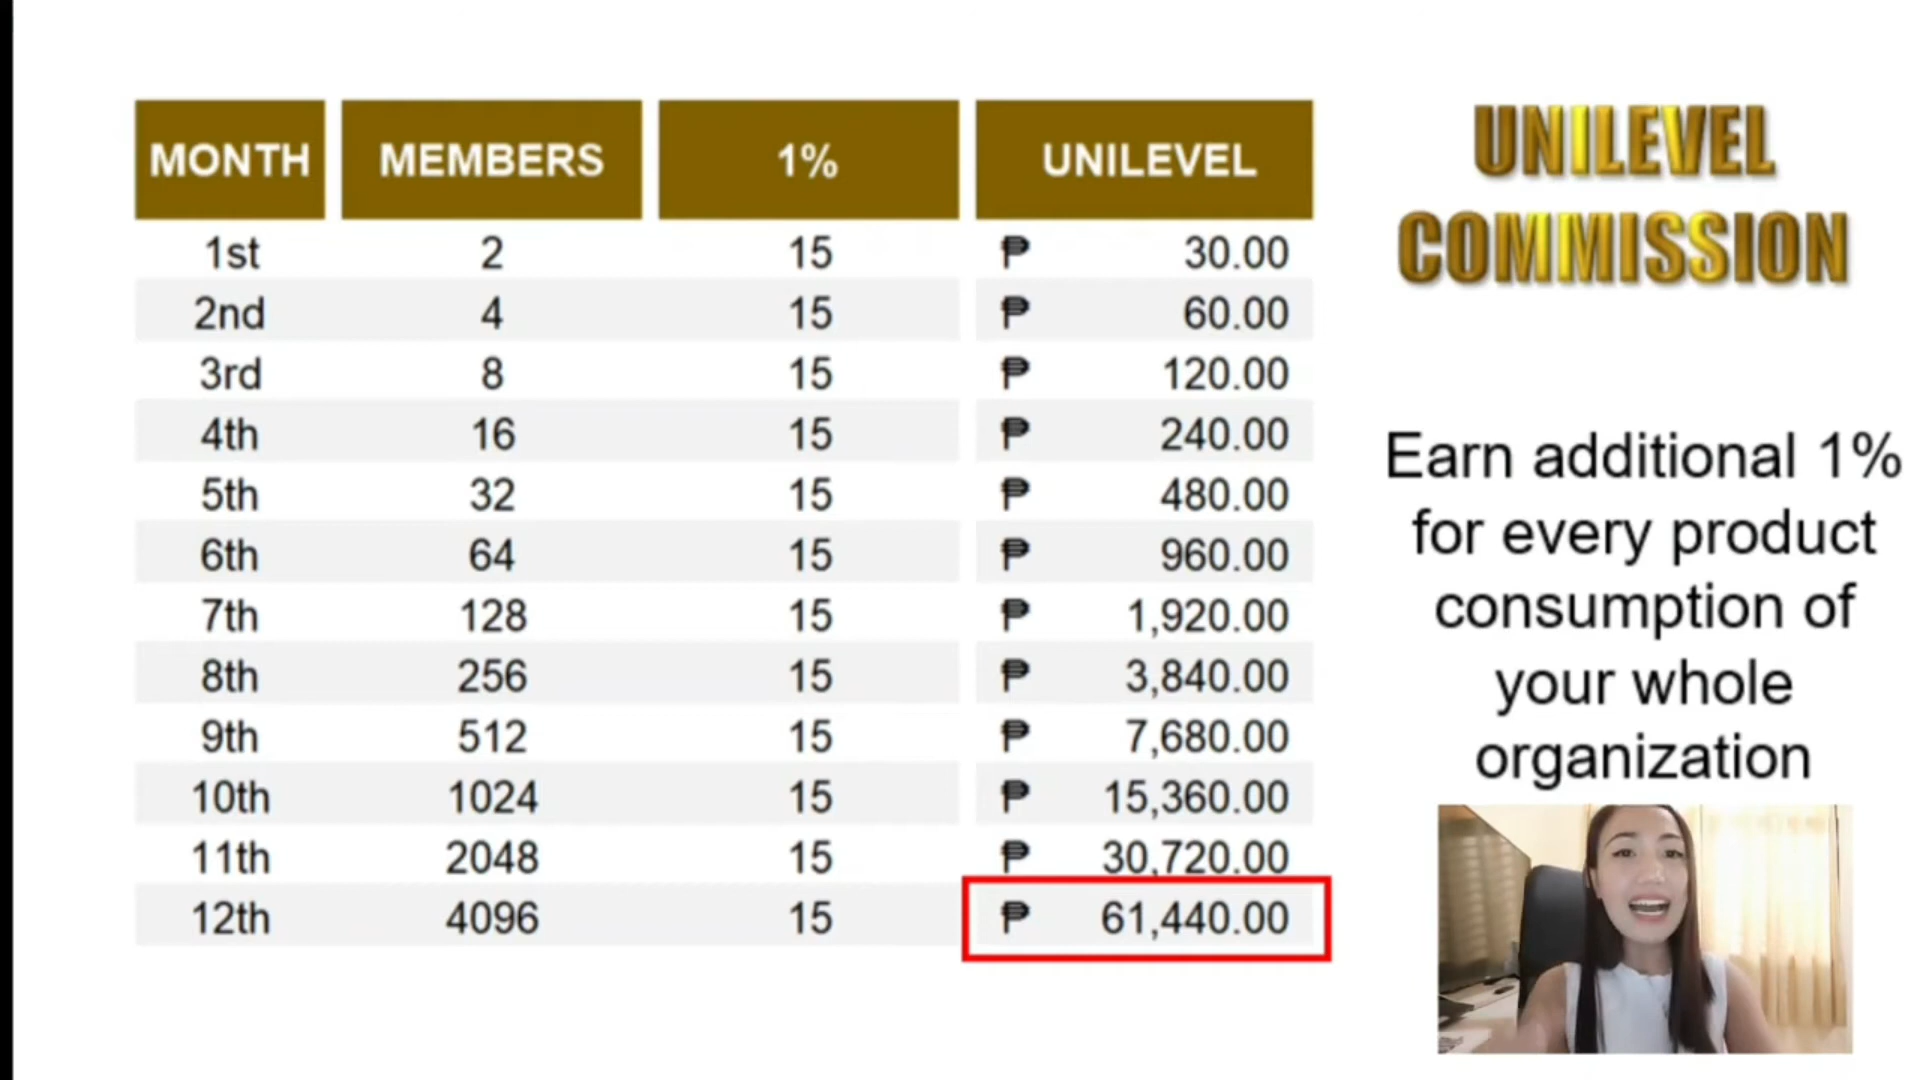 MONTH MEMBERS 1% UNILEVEL
1st 2 15 ₱ 30.00
2nd 4 15 ₱ 60.00
3rd 8 15 ₱ 120.00
4th 16 15 ₱ 240.00
5th 32 15 ₱ 480.00
6th 64 15 ₱ 960.00
7th 128 15 ₱ 1,920.00
8th 256 15 ₱ 3,840.00
9th 512 15 ₱ 7,680.00
10th 1024 15 ₱ 15,360.00
11th 2048 15 ₱ 30,720.00
12th 4096 15 ₱ 61,440.00
UNILEVEL
COMMISSION
Earn additional 1%
for every product
consumption of
your whole
organization